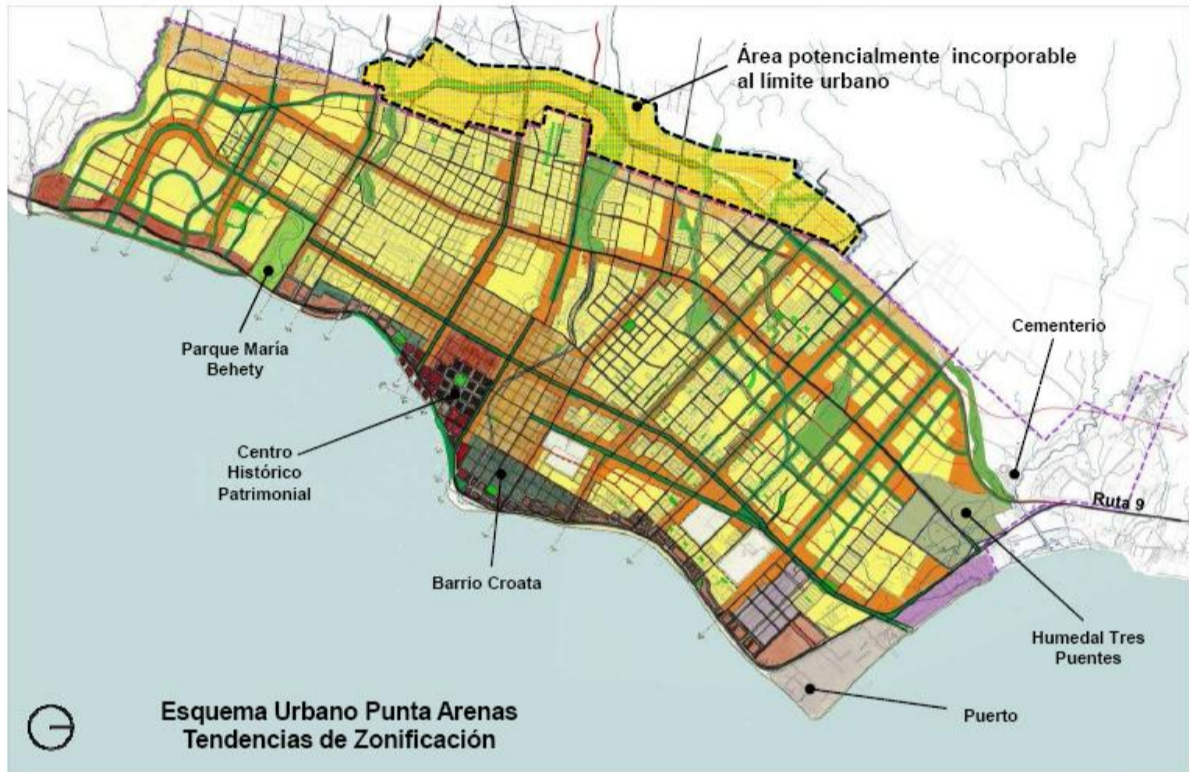 Área potencialmente incorporable
al límite urbano
Cementerio
Parque María
Behety
Ruta 9
Centro
Histórico
Patrimonial
Barrio Croata
Humedal Tres
Puentes
Puerto
Esquema Urbano Punta Arenas
Tendencias de Zonificación